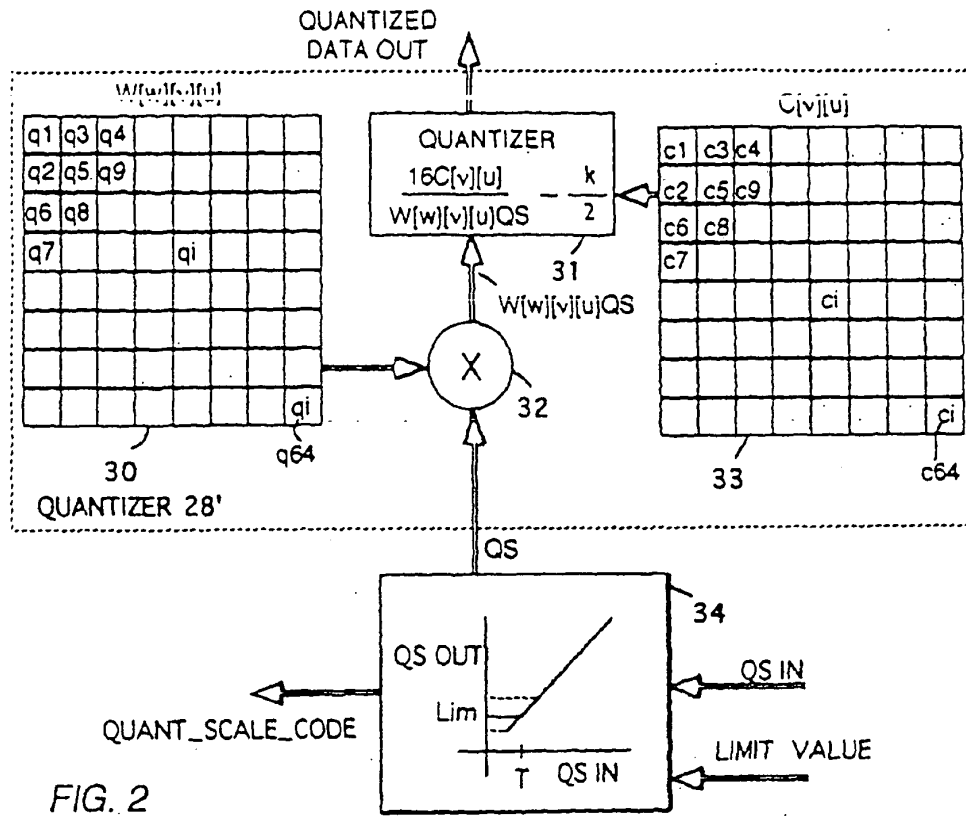 QUANTIZED
DATA OUT
W[w][v][u]
C[v][u]
q1 q3 q4
q2 q5 q9
q6 q8
q7 qi
qi
q64
30
QUANTIZER 28'
QUANTIZER
16C[v][u]
W[w][v][u]QS
- k
2
31
W[w][v][u]QS
X
32
c1 c3 c4
c2 c5 c9
c6 c8
c7
ci
ci
c64
33
QS
34
QS OUT
Lim
T QS IN
QS IN
LIMIT VALUE
QUANT_SCALE_CODE
FIG. 2